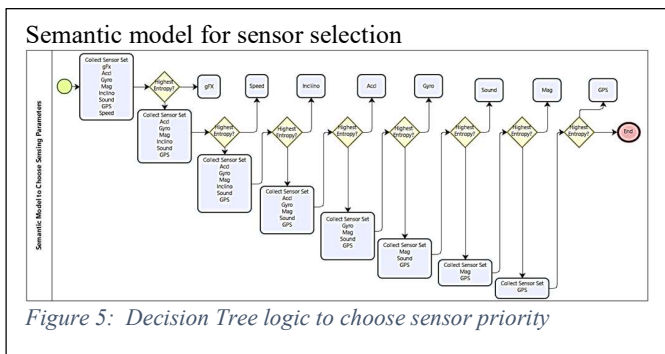 Semantic model for sensor selection
Semantic Model to Choose Sensing Parameters
Collect Sensor Set
gFx
Accl
Gyro
Mag
Inclino
Sound
GPS
Speed
Highest
Entropy?
gFX
Collect Sensor Set
Accl
Gyro
Mag
Inclino
Sound
GPS
Highest
Entropy?
Speed
Collect Sensor Set
Accl
Gyro
Mag
Inclino
Sound
GPS
Highest
Entropy?
Inclino
Collect Sensor Set
Accl
Gyro
Mag
Sound
GPS
Highest
Entropy?
Accl
Collect Sensor Set
Gyro
Mag
Sound
GPS
Highest
Entropy?
Gyro
Collect Sensor Set
Mag
Sound
GPS
Highest
Entropy?
Sound
Collect Sensor Set
Mag
GPS
Highest
Entropy?
Mag
Collect Sensor Set
GPS
Highest
Entropy?
GPS
End
Figure 5: Decision Tree logic to choose sensor priority